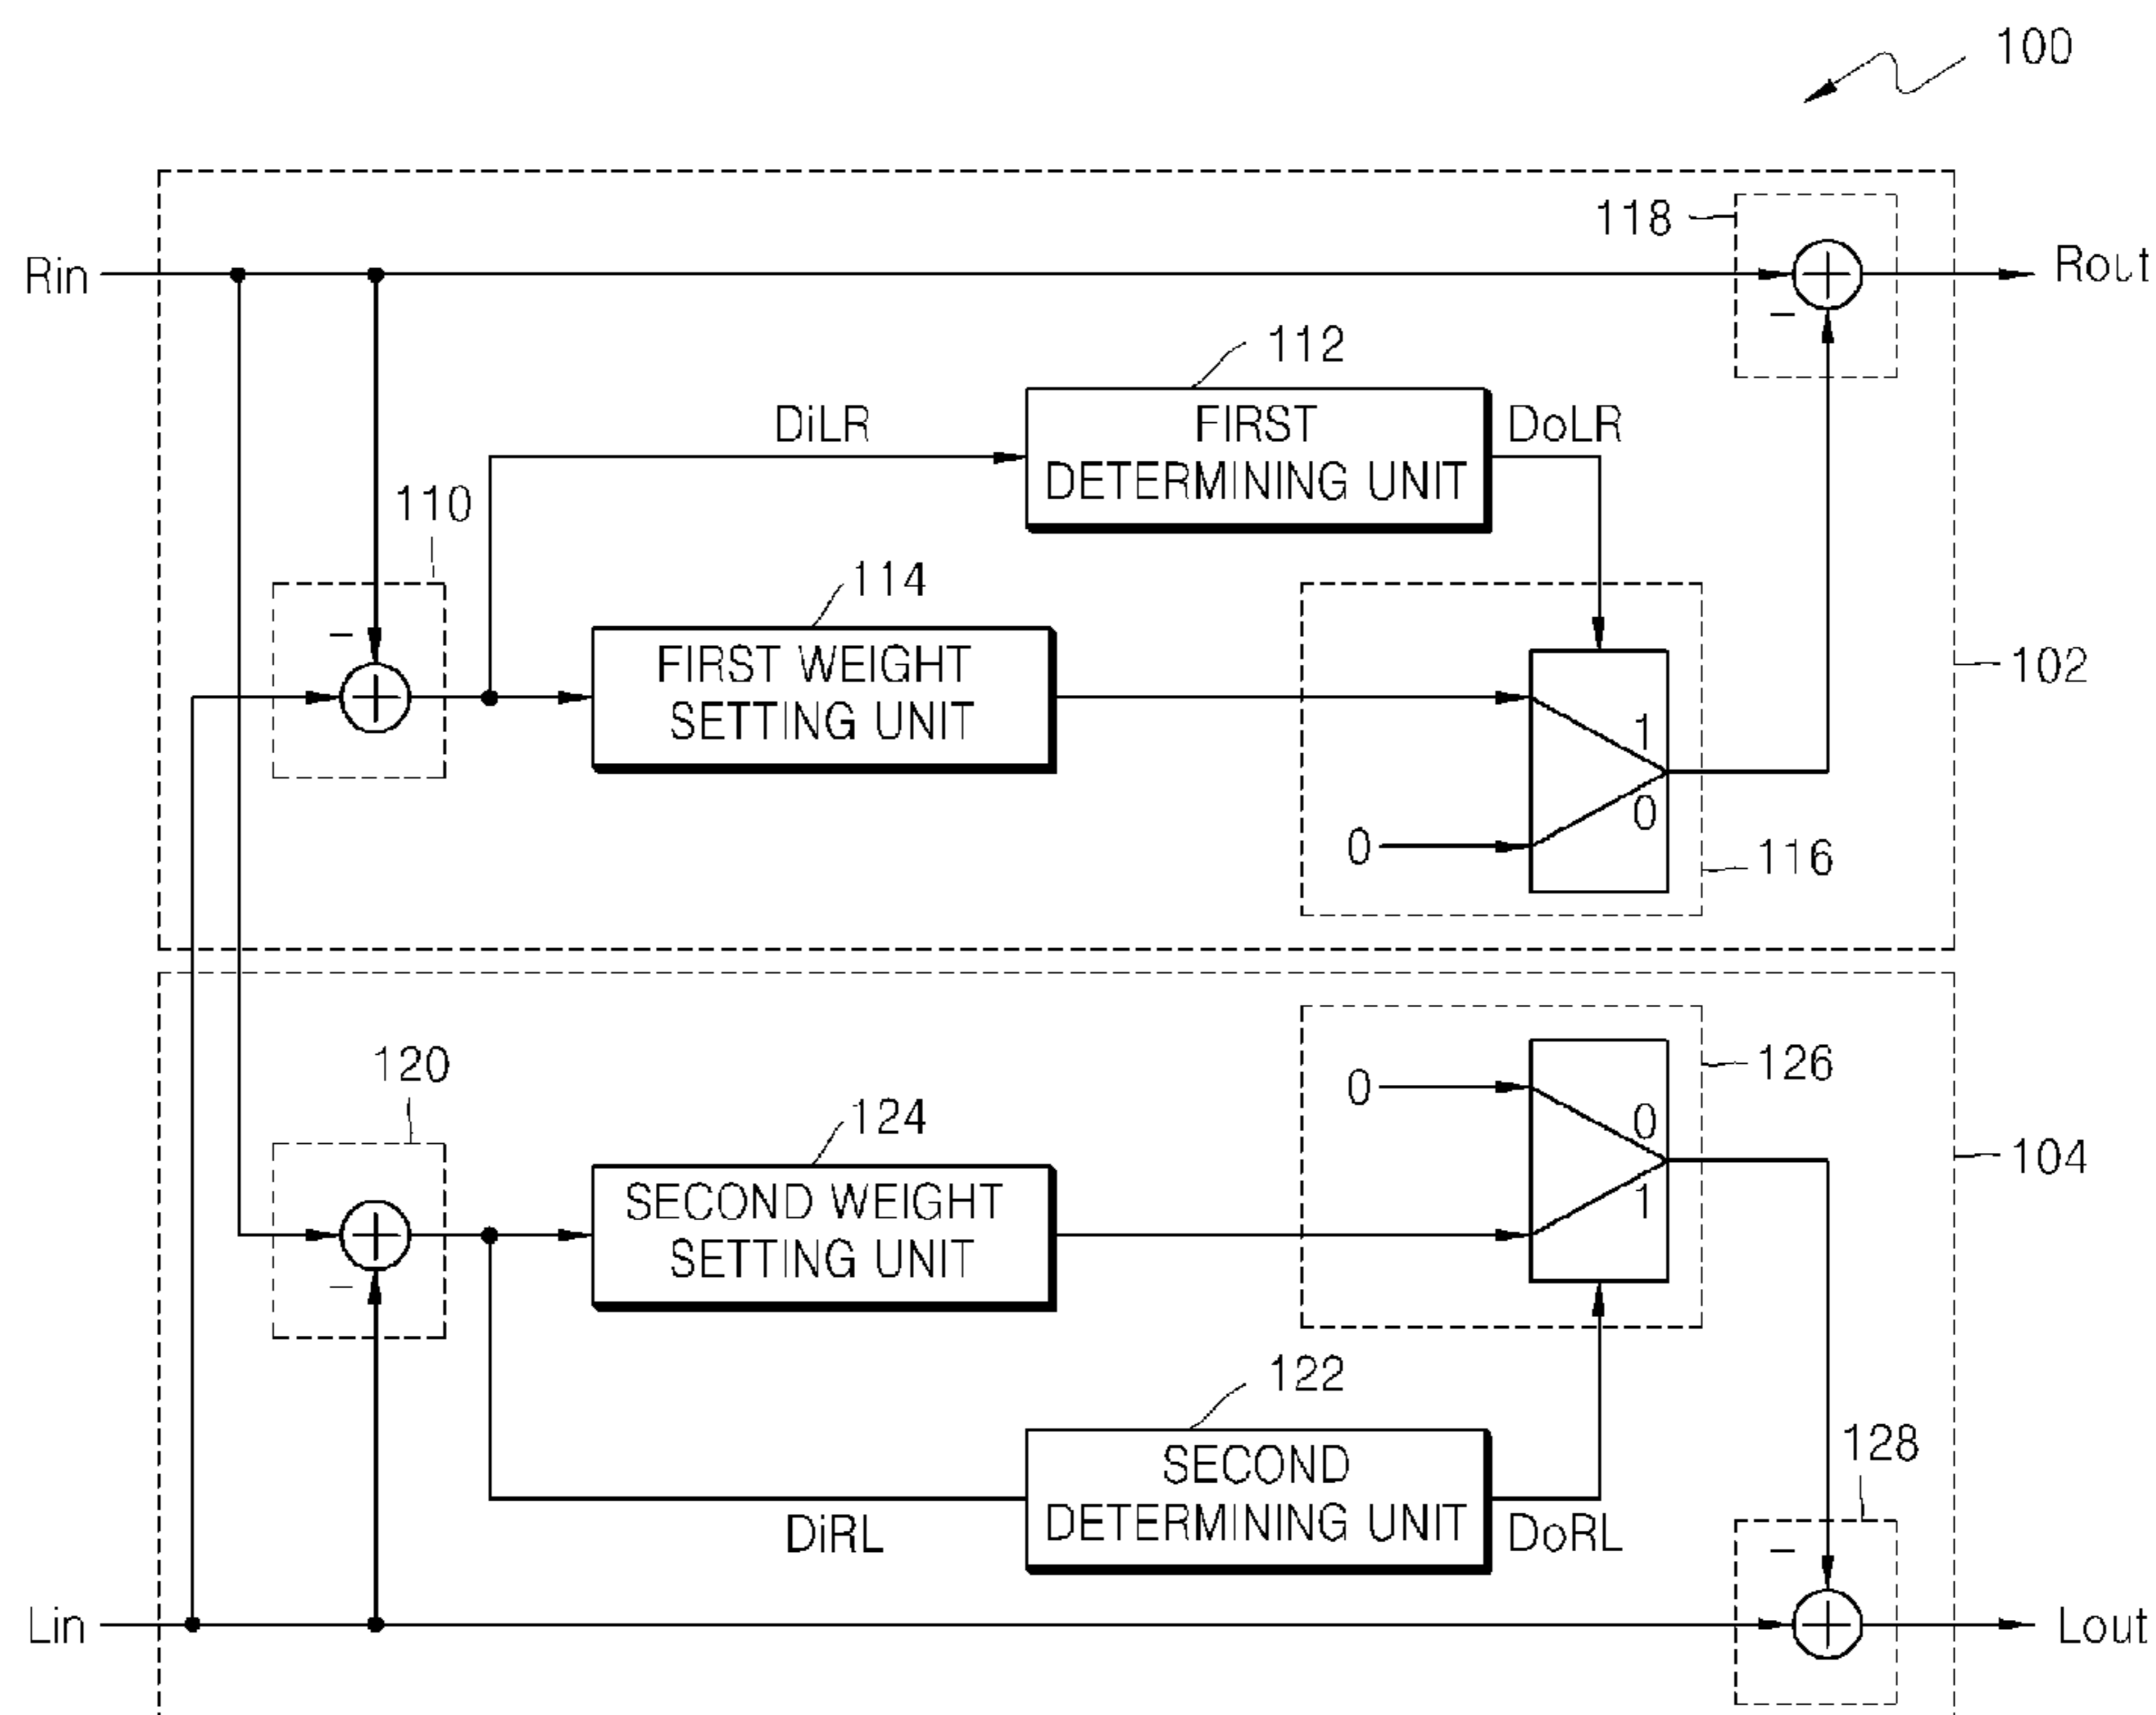 100
118
Rin
Rout
112
DiLR
FIRST
DETERMINING UNIT
DoLR
110
−
114
−
FIRST WEIGHT
SETTING UNIT
102
1
0
0
116
120
0
0
126
124
1
104
SECOND WEIGHT
SETTING UNIT
−
122
128
SECOND
DETERMINING UNIT
DiRL
DoRL
−
Lin
Lout